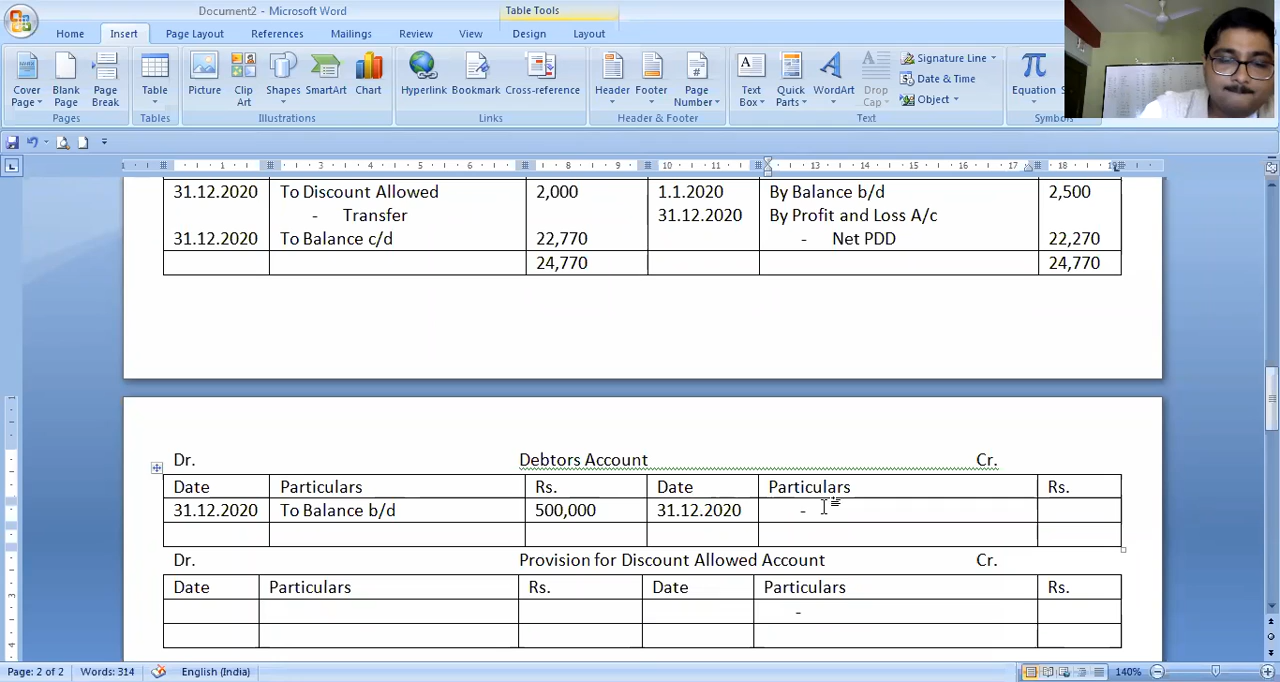 Document2 - Microsoft Word
Table Tools
Home Insert Page Layout References Mailings Review View Design Layout
Cover Page
Blank Page
Page Break
Table
Picture
Clip Art
Shapes
SmartArt
Chart
Hyperlink
Bookmark
Cross-reference
Header
Footer
Page Number
Text Box
Quick Parts
WordArt
Drop Cap
Signature Line
Date & Time
Object
Equation
Pages Tables Illustrations Links Header & Footer Text Symbols
31.12.2020 To Discount Allowed 2,000 1.1.2020 By Balance b/d 2,500
- Transfer 31.12.2020 By Profit and Loss A/c
31.12.2020 To Balance c/d 22,770 - Net PDD 22,270
24,770 24,770
Dr. Debtors Account Cr.
Date Particulars Rs. Date Particulars Rs.
31.12.2020 To Balance b/d 500,000 31.12.2020 -
Dr. Provision for Discount Allowed Account Cr.
Date Particulars Rs. Date Particulars Rs.
-
Page: 2 of 2 Words: 314 English (India) 140%